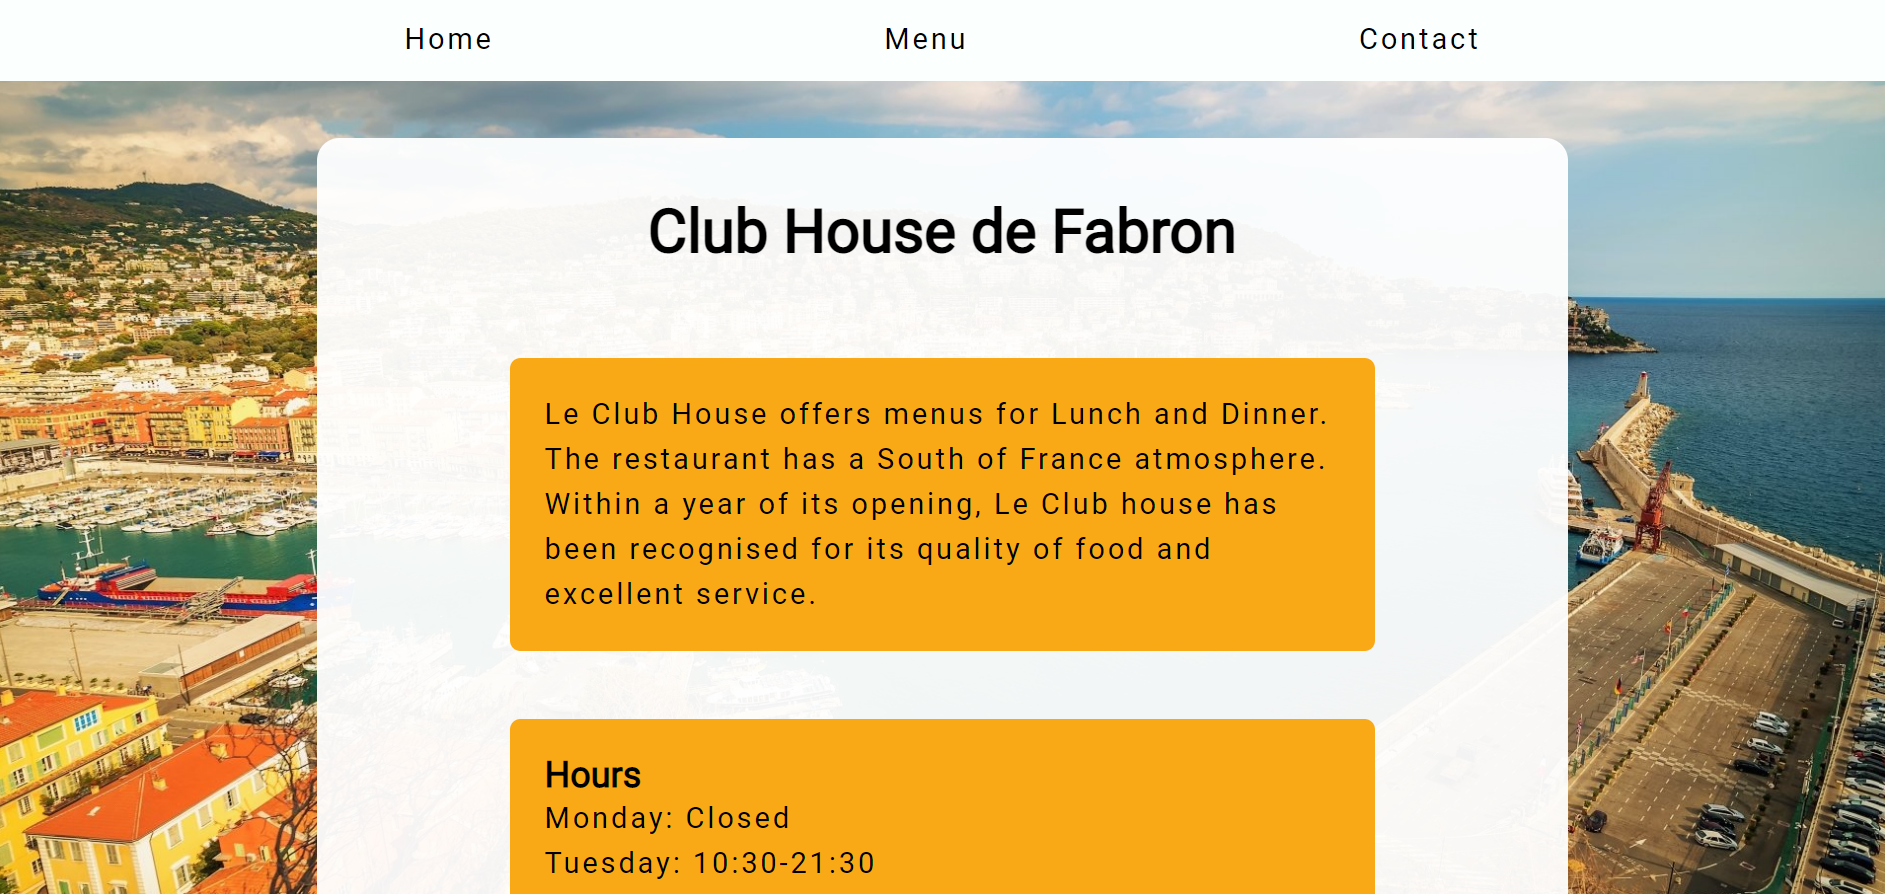 Home Menu Contact
Club House de Fabron
Le Club House offers menus for Lunch and Dinner.
The restaurant has a South of France atmosphere.
Within a year of its opening, Le Club house has
been recognised for its quality of food and
excellent service.
Hours
Monday: Closed
Tuesday: 10:30-21:30